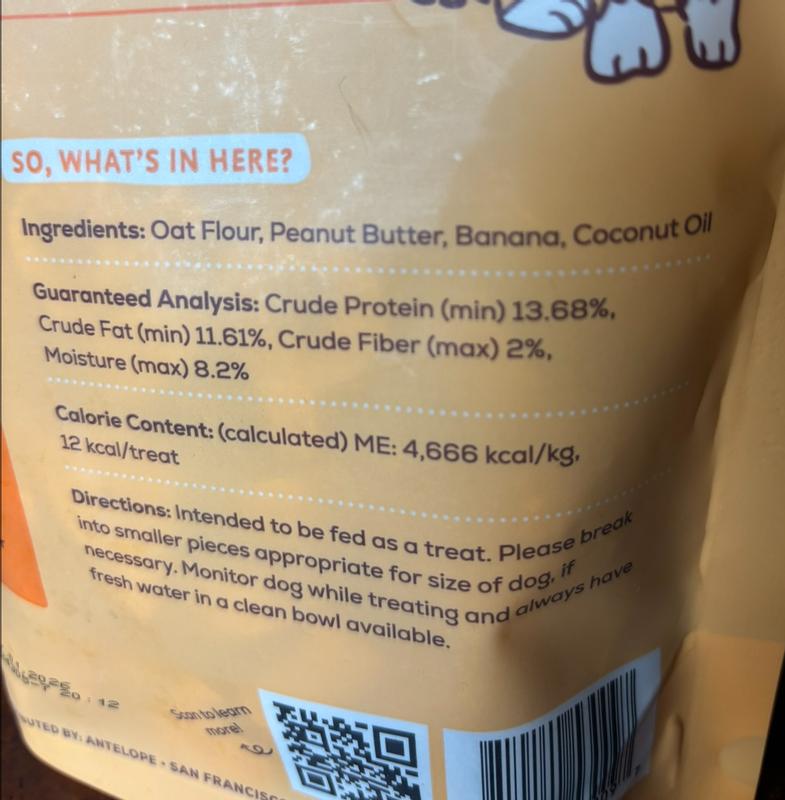 SO, WHAT'S IN HERE?
Ingredients: Oat Flour, Peanut Butter, Banana, Coconut Oil
Guaranteed Analysis: Crude Protein (min) 13.68%,
Crude Fat (min) 11.61%, Crude Fiber (max) 2%,
Moisture (max) 8.2%
Calorie Content: (calculated) ME: 4,666 kcal/kg,
12 kcal/treat
Directions: Intended to be fed as a treat. Please break
into smaller pieces appropriate for size of dog, if
necessary. Monitor dog while treating and always have
fresh water in a clean bowl available.
20:12
Scan to learn
more!
UTED BY: ANTELOPE • SAN FRANCISC